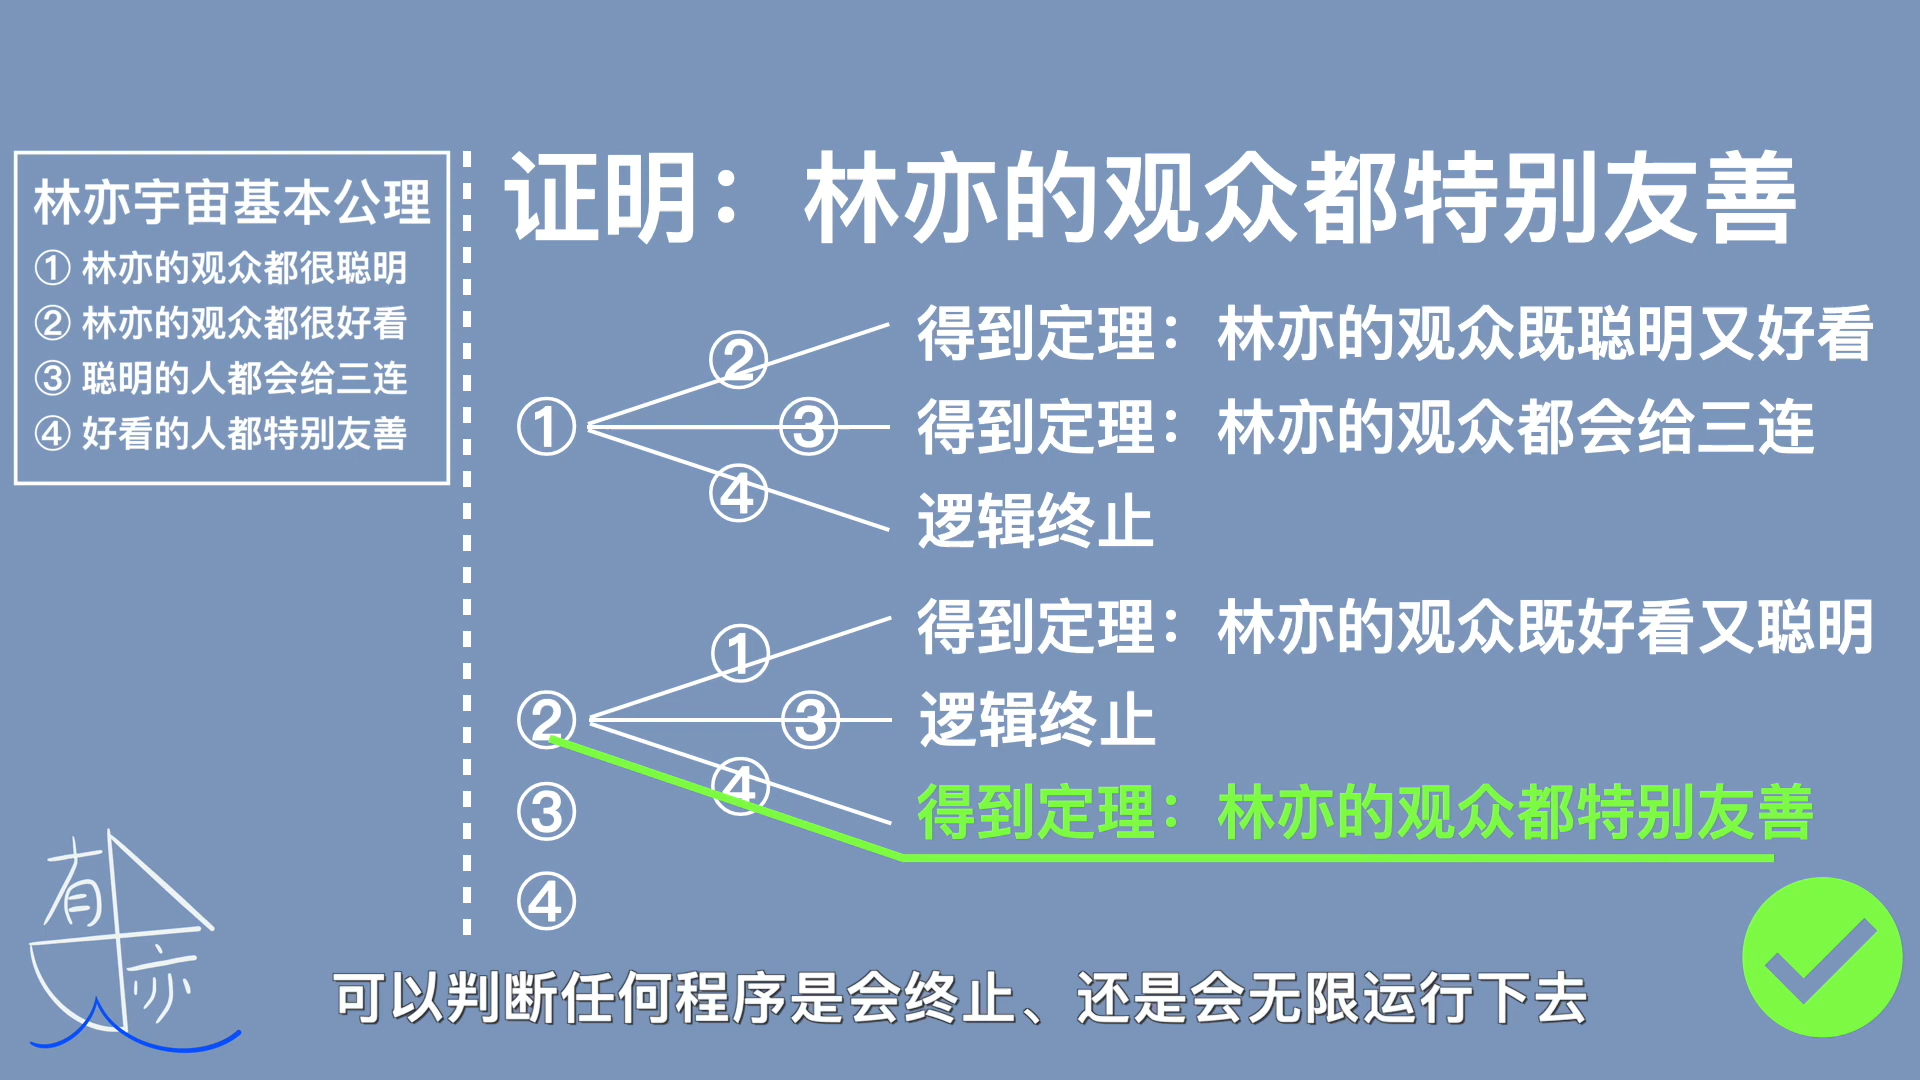 林亦宇宙基本公理
① 林亦的观众都很聪明
② 林亦的观众都很好看
③ 聪明的人都会给三连
④ 好看的人都特别友善
证明：林亦的观众都特别友善
①
② 得到定理：林亦的观众既聪明又好看
③ 得到定理：林亦的观众都会给三连
④ 逻辑终止
②
① 得到定理：林亦的观众既好看又聪明
③ 逻辑终止
④ 得到定理：林亦的观众都特别友善
③
④
有亦
可以判断任何程序是会终止、还是会无限运行下去